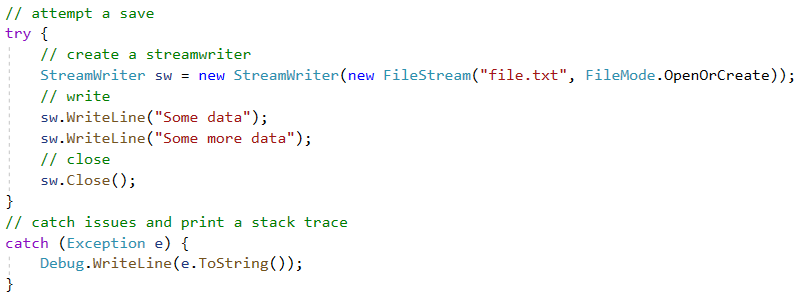 // attempt a save
try {
    // create a streamwriter
    StreamWriter sw = new StreamWriter(new FileStream("file.txt", FileMode.OpenOrCreate));
    // write
    sw.WriteLine("Some data");
    sw.WriteLine("Some more data");
    // close
    sw.Close();
}
// catch issues and print a stack trace
catch (Exception e) {
    Debug.WriteLine(e.ToString());
}